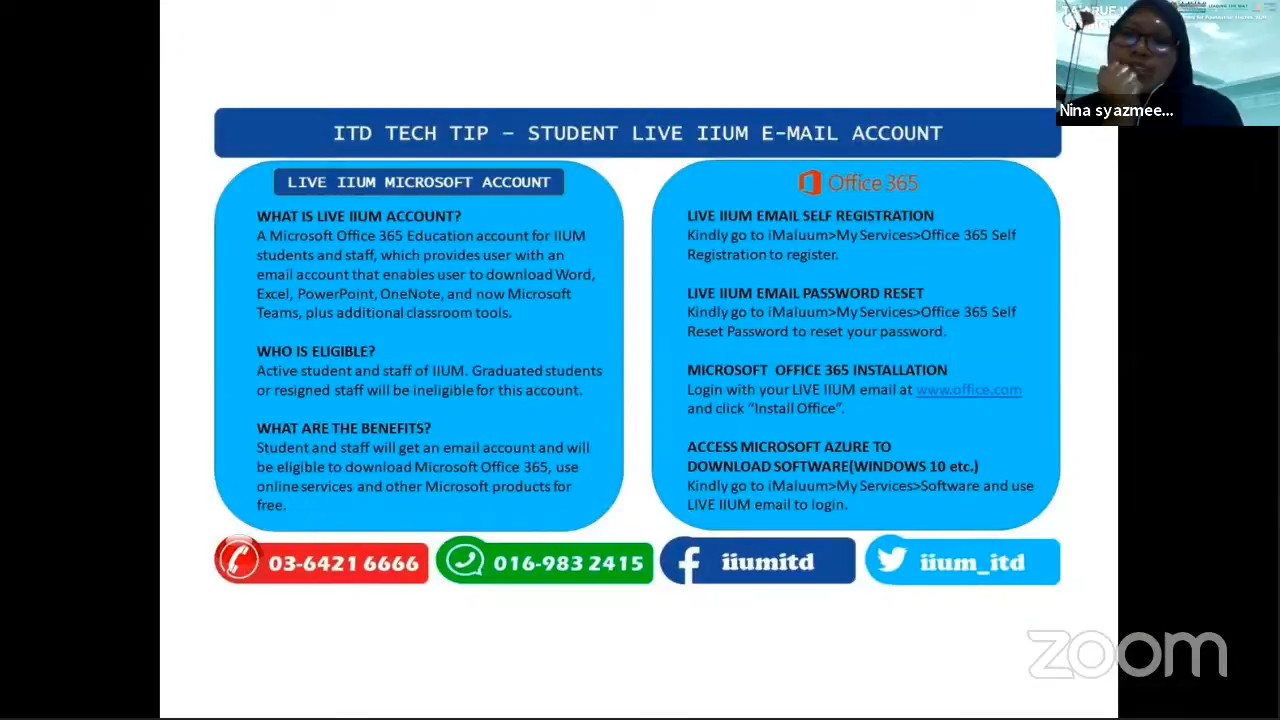 ITD TECH TIP – STUDENT LIVE IIUM E-MAIL ACCOUNT
LIVE IIUM MICROSOFT ACCOUNT
WHAT IS LIVE IIUM ACCOUNT?
A Microsoft Office 365 Education account for IIUM
students and staff, which provides user with an
email account that enables user to download Word,
Excel, PowerPoint, OneNote, and now Microsoft
Teams, plus additional classroom tools.
WHO IS ELIGIBLE?
Active student and staff of IIUM. Graduated students
or resigned staff will be ineligible for this account.
WHAT ARE THE BENEFITS?
Student and staff will get an email account and will
be eligible to download Microsoft Office 365, use
online services and other Microsoft products for
free.
Office 365
LIVE IIUM EMAIL SELF REGISTRATION
Kindly go to iMaluum>My Services>Office 365 Self
Registration to register.
LIVE IIUM EMAIL PASSWORD RESET
Kindly go to iMaluum>My Services>Office 365 Self
Reset Password to reset your password.
MICROSOFT OFFICE 365 INSTALLATION
Login with your LIVE IIUM email at www.office.com
and click “Install Office”.
ACCESS MICROSOFT AZURE TO
DOWNLOAD SOFTWARE(WINDOWS 10 etc.)
Kindly go to iMaluum>My Services>Software and use
LIVE IIUM email to login.
03-6421 6666
016-983 2415
iiumitd
iium_itd
Nina syazmee...
zoom